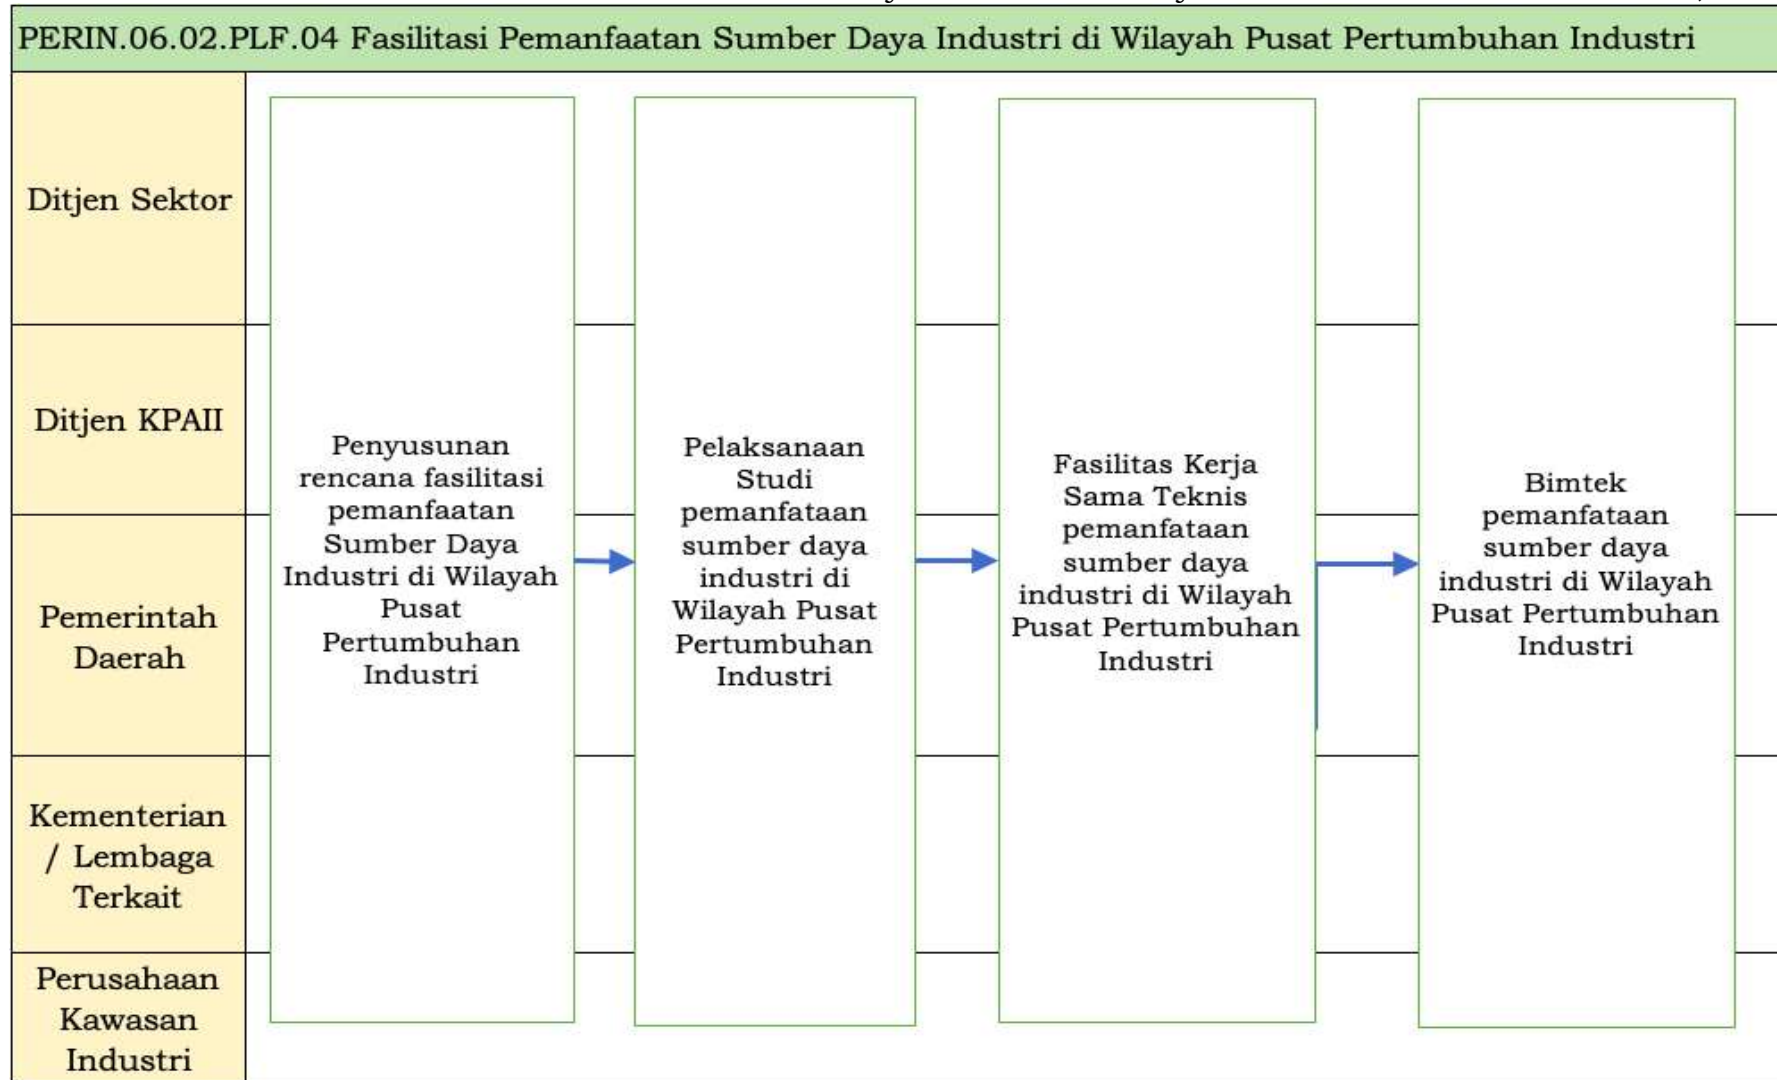 PERIN.06.02.PLF.04 Fasilitasi Pemanfaatan Sumber Daya Industri di Wilayah Pusat Pertumbuhan Industri
Ditjen Sektor
Ditjen KPAII
Pemerintah
Daerah
Kementerian
/ Lembaga
Terkait
Perusahaan
Kawasan
Industri
Penyusunan
rencana fasilitasi
pemanfaatan
Sumber Daya
Industri di Wilayah
Pusat
Pertumbuhan
Industri
Pelaksanaan
Studi
pemanfataan
sumber daya
industri di
Wilayah Pusat
Pertumbuhan
Industri
Fasilitas Kerja
Sama Teknis
pemanfataan
sumber daya
industri di Wilayah
Pusat Pertumbuhan
Industri
Bimtek
pemanfataan
sumber daya
industri di Wilayah
Pusat Pertumbuhan
Industri